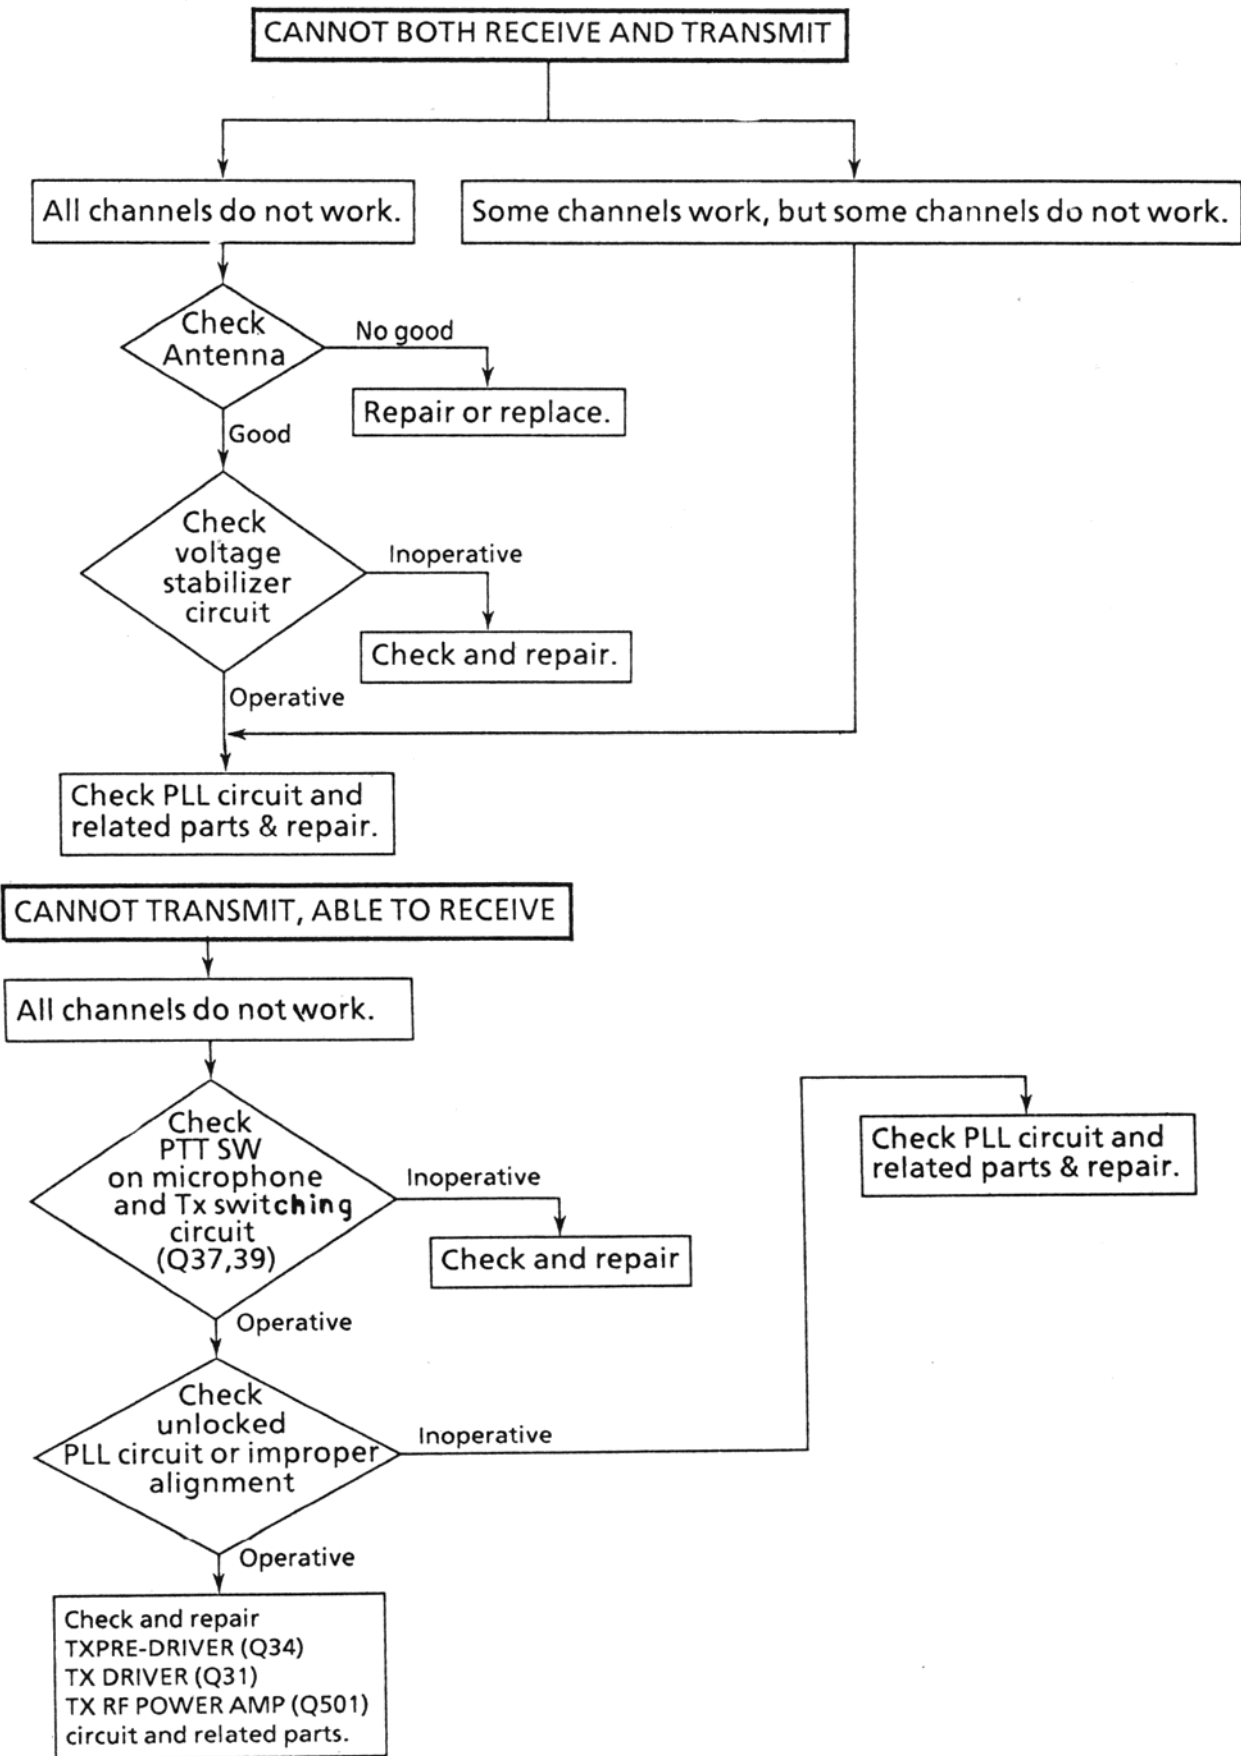 CANNOT BOTH RECEIVE AND TRANSMIT
All channels do not work.
Some channels work, but some channels do not work.
Check
Antenna
No good
Repair or replace.
Good
Check
voltage
stabilizer
circuit
Inoperative
Check and repair.
Operative
Check PLL circuit and
related parts & repair.
CANNOT TRANSMIT, ABLE TO RECEIVE
All channels do not work.
Check
PTT SW
on microphone
and Tx switching
circuit
(Q37,39)
Inoperative
Check and repair
Operative
Check
unlocked
PLL circuit or improper
alignment
Inoperative
Check PLL circuit and
related parts & repair.
Operative
Check and repair
TXPRE-DRIVER (Q34)
TX DRIVER (Q31)
TX RF POWER AMP (Q501)
circuit and related parts.